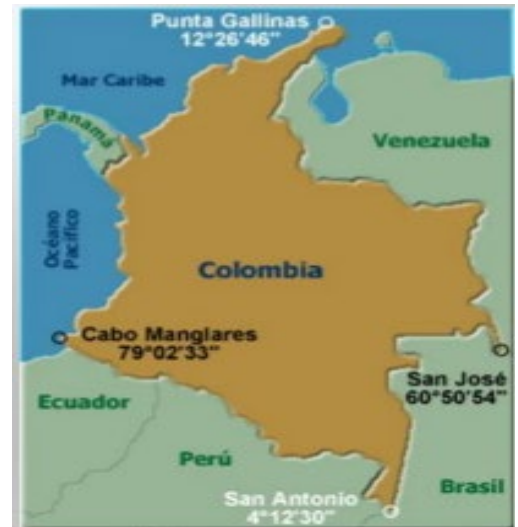 Punta Gallinas
12°26'46"
Mar Caribe
Panamá
Venezuela
Océano
Pacífico
Colombia
Cabo Manglares
79°02'33"
San José
60°50'54"
Ecuador
Perú
Brasil
San Antonio
4°12'30"